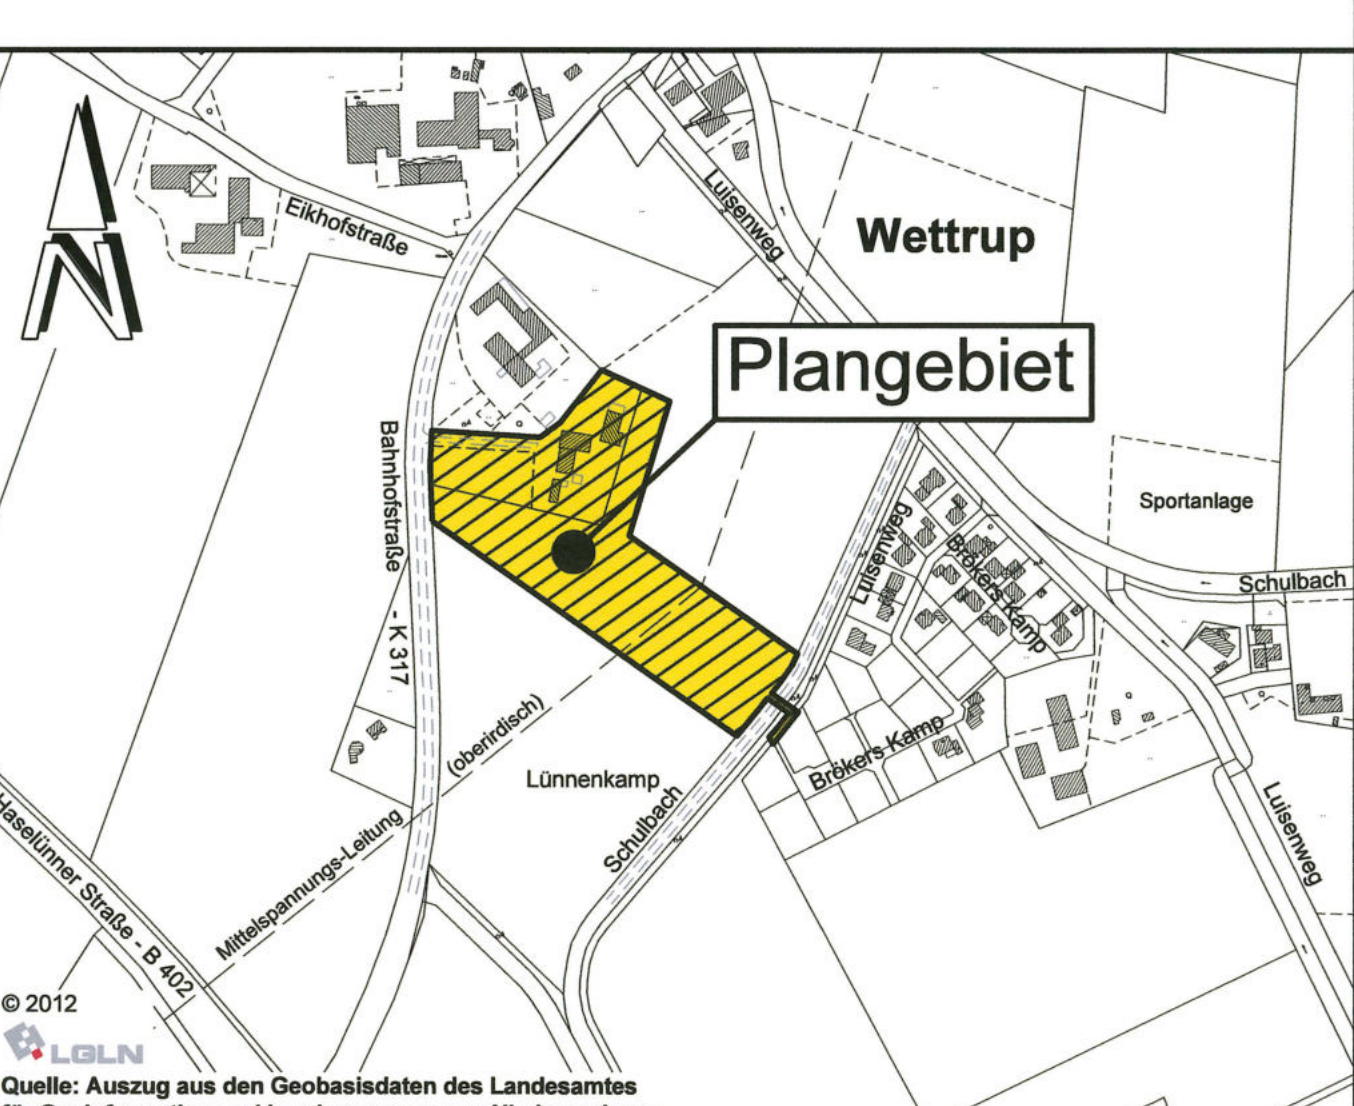 N
Eikhofstraße
Luisenweg
Wettrup
Plangebiet
Bahnhofstraße - K 317
Sportanlage
Luisenweg
Brökers Kamp
Schulbach
(oberirdisch)
Lünnenkamp
Brökers Kamp
Schulbach
Luisenweg
Mittelspannungs-Leitung
Haselünner Straße - B 402
© 2012
LGLN
Quelle: Auszug aus den Geobasisdaten des Landesamtes